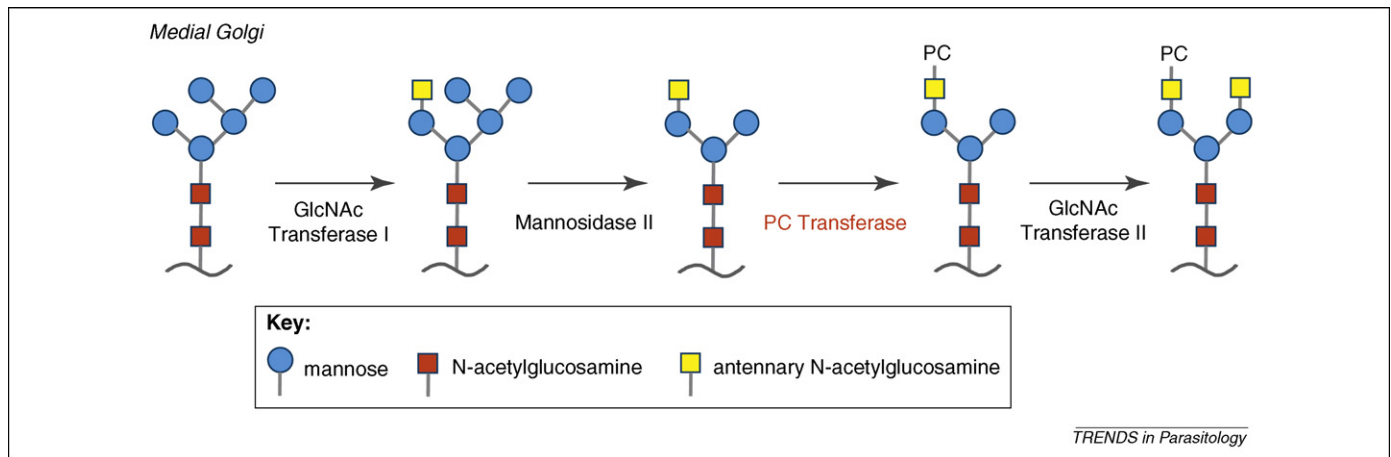 Medial Golgi
PC
PC
GlcNAc
Transferase I
Mannosidase II
PC Transferase
GlcNAc
Transferase II
Key:
mannose
N-acetylglucosamine
antennary N-acetylglucosamine
TRENDS in Parasitology